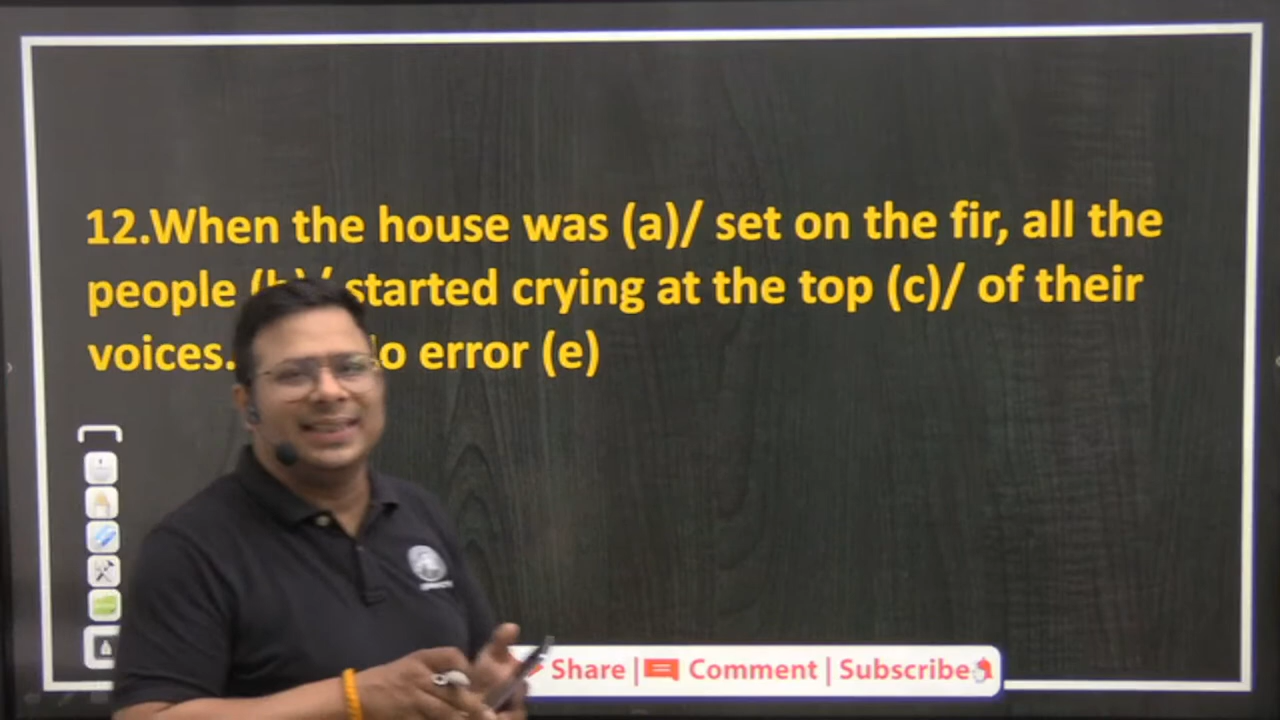 12.When the house was (a)/ set on the fir, all the
people started crying at the top (c)/ of their
voices. error (e)
Share | Comment | Subscribe